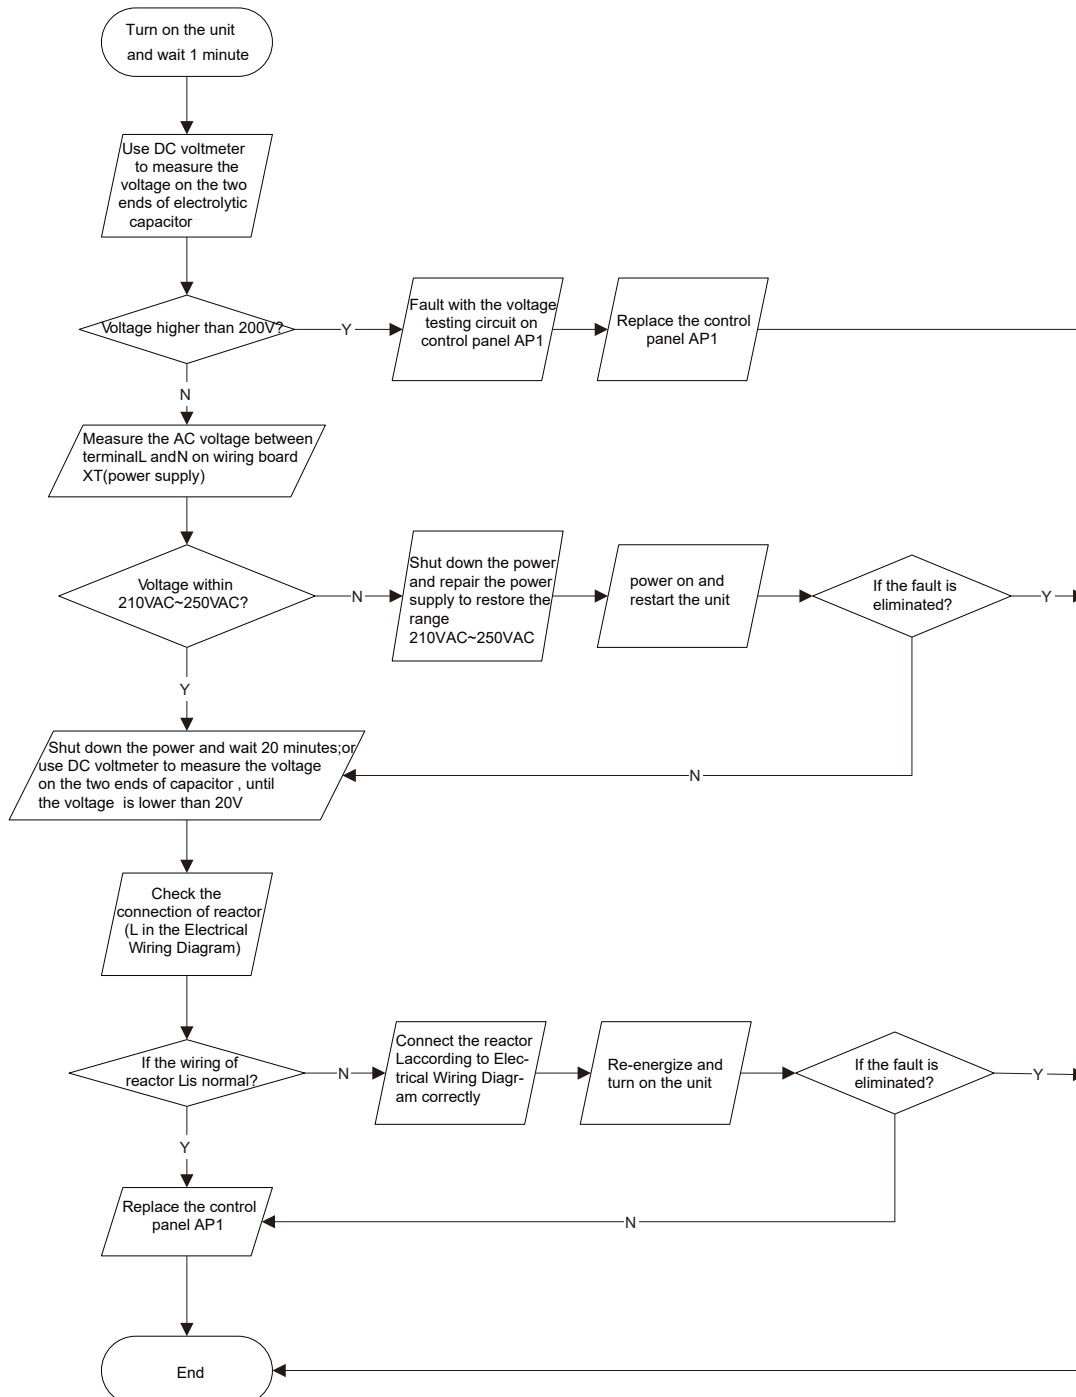 Turn on the unit
and wait 1 minute
Use DC voltmeter
to measure the
voltage on the two
ends of electrolytic
capacitor
Voltage higher than 200V?
Y
Fault with the voltage
testing circuit on
control panel AP1
Replace the control
panel AP1
N
Measure the AC voltage between
terminalL andN on wiring board
XT(power supply)
Voltage within
210VAC~250VAC?
N
Shut down the power
and repair the power
supply to restore the
range
210VAC~250VAC
power on and
restart the unit
If the fault is
eliminated?
Y
Y
N
Shut down the power and wait 20 minutes;or
use DC voltmeter to measure the voltage
on the two ends of capacitor , until
the voltage is lower than 20V
Check the
connection of reactor
(L in the Electrical
Wiring Diagram)
If the wiring of
reactor Lis normal?
N
Connect the reactor
Laccording to Elec-
trical Wiring Diagr-
am correctly
Re-energize and
turn on the unit
If the fault is
eliminated?
Y
Y
N
Replace the control
panel AP1
End